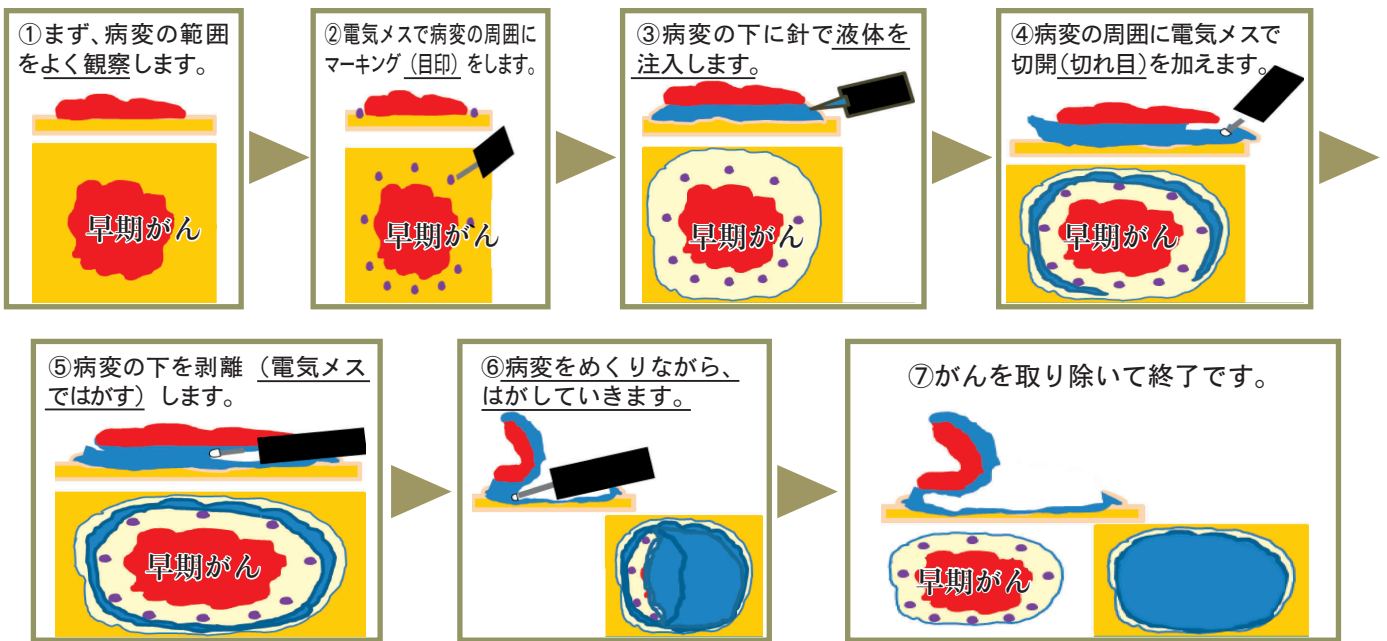 ①まず、病変の範囲
をよく観察します。
早期がん
②電気メスで病変の周囲に
マーキング（目印）をします。
早期がん
③病変の下に針で液体を
注入します。
早期がん
④病変の周囲に電気メスで
切開（切れ目）を加えます。
早期がん
⑤病変の下を剥離（電気メス
ではがす）します。
早期がん
⑥病変をめくりながら、
はがしていきます。
⑦がんを取り除いて終了です。
早期がん